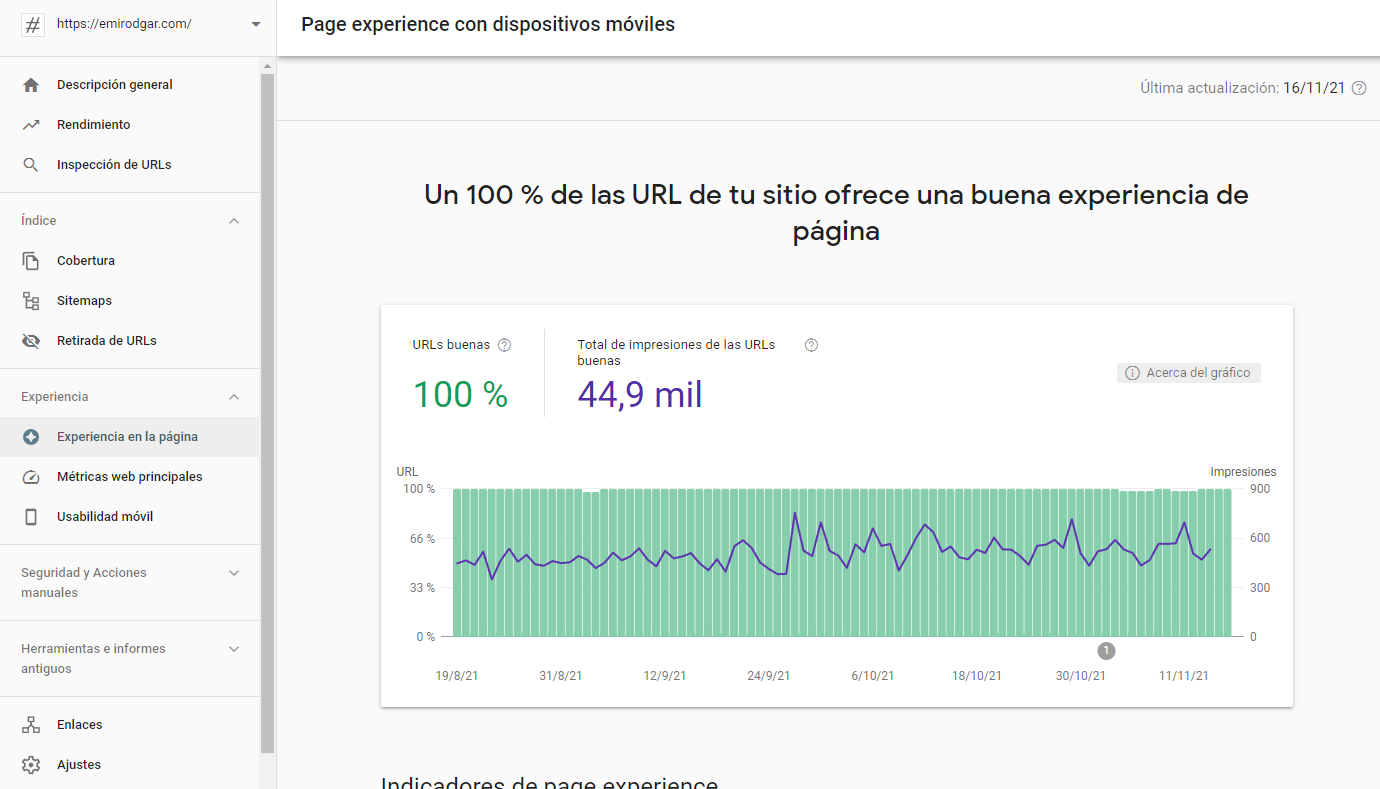 #
https://emirodgar.com/
Descripción general
Rendimiento
Inspección de URLs
Índice
Cobertura
Sitemaps
Retirada de URLs
Experiencia
Experiencia en la página
Métricas web principales
Usabilidad móvil
Seguridad y Acciones
manuales
Herramientas e informes
antiguos
Enlaces
Ajustes
Page experience con dispositivos móviles
Última actualización: 16/11/21
Un 100 % de las URL de tu sitio ofrece una buena experiencia de
página
URLs buenas
100 %
Total de impresiones de las URLs
buenas
44,9 mil
Acerca del gráfico
URL
Impresiones
100 %
900
66 %
600
33 %
300
0 %
0
1
19/8/21 31/8/21 12/9/21 24/9/21 6/10/21 18/10/21 30/10/21 11/11/21
Indicadores de page experience